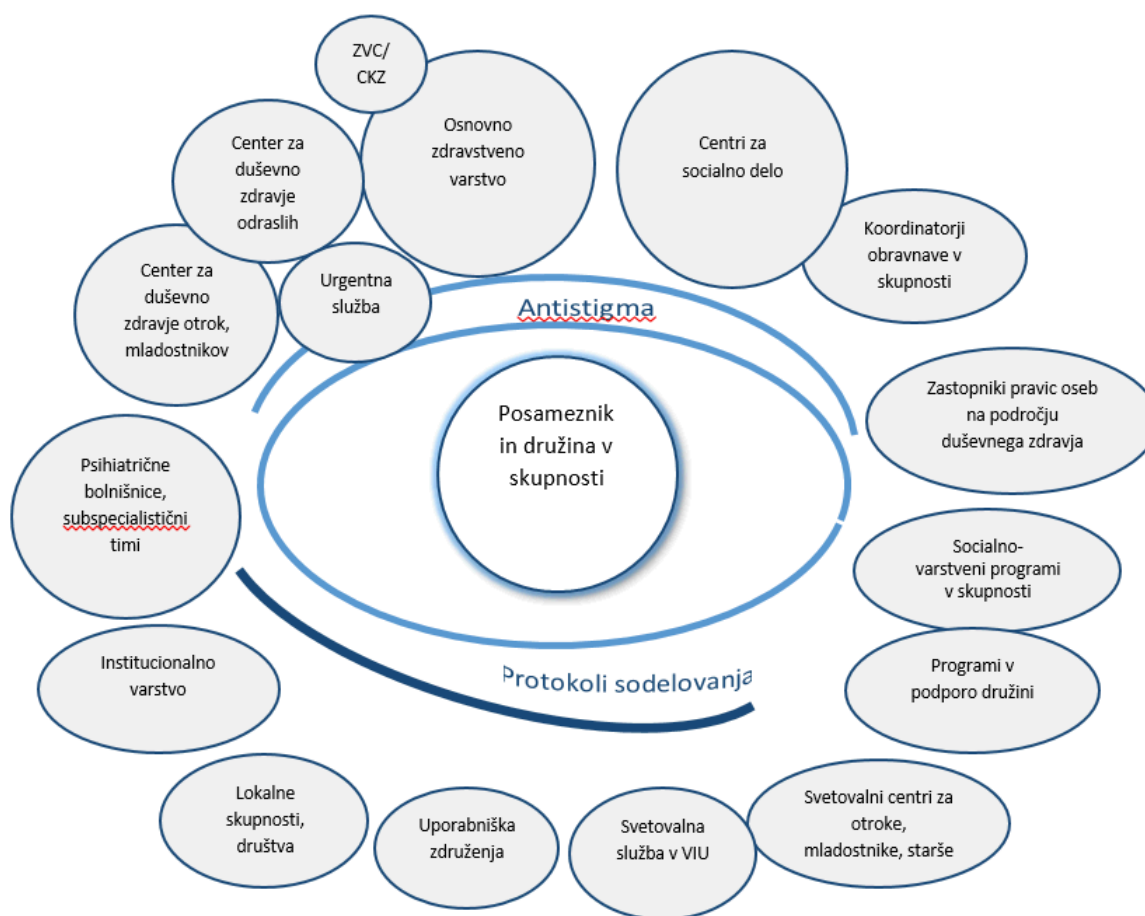 ZVC/
CKZ
Osnovno
zdravstveno
varstvo
Centri za
socialno delo
Center za
duševno
zdravje
odraslih
Koordinatorji
obravnave v
skupnosti
Center za
duševno
zdravje otrok,
mladostnikov
Urgentna
služba
Antistigma
Zastopniki pravic oseb
na področju
duševnega zdravja
Posameznik
in družina v
skupnosti
Psihiatrične
bolnišnice,
subspecialistični
timi
Socialno-
varstveni programi
v skupnosti
Institucionalno
varstvo
Protokoli sodelovanja
Programi v
podporo družini
Lokalne
skupnosti,
društva
Uporabniška
združenja
Svetovalna
služba v VIU
Svetovalni centri za
otroke,
mladostnike, starše